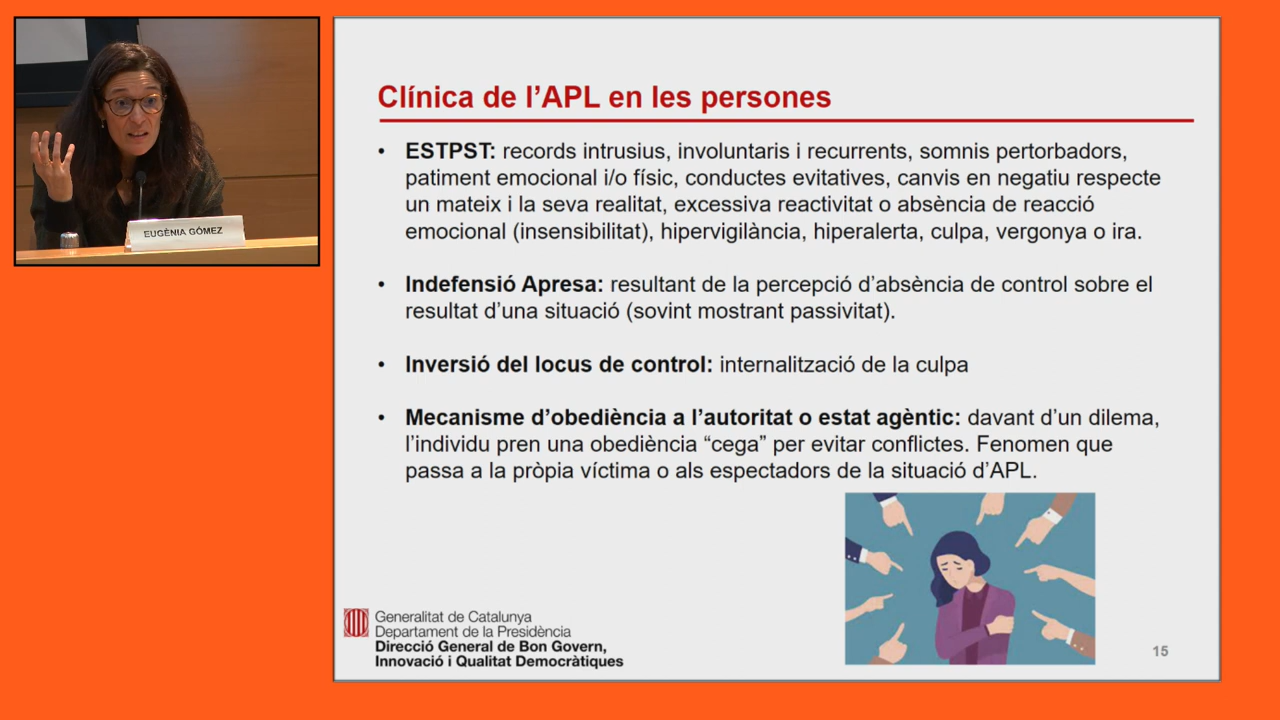 EUGÈNIA GÓMEZ
Clínica de l’APL en les persones
• ESTPST: records intrusius, involuntaris i recurrents, somnis pertorbadors,
patiment emocional i/o físic, conductes evitatives, canvis en negatiu respecte
un mateix i la seva realitat, excessiva reactivitat o absència de reacció
emocional (insensibilitat), hipervigilància, hiperalerta, culpa, vergonya o ira.
• Indefensió Apresa: resultant de la percepció d’absència de control sobre el
resultat d’una situació (sovint mostrant passivitat).
• Inversió del locus de control: internalització de la culpa
• Mecanisme d’obediència a l’autoritat o estat agèntic: davant d’un dilema,
l’individu pren una obediència “cega” per evitar conflictes. Fenomen que
passa a la pròpia víctima o als espectadors de la situació d’APL.
Generalitat de Catalunya
Departament de la Presidència
Direcció General de Bon Govern,
Innovació i Qualitat Democràtiques
15